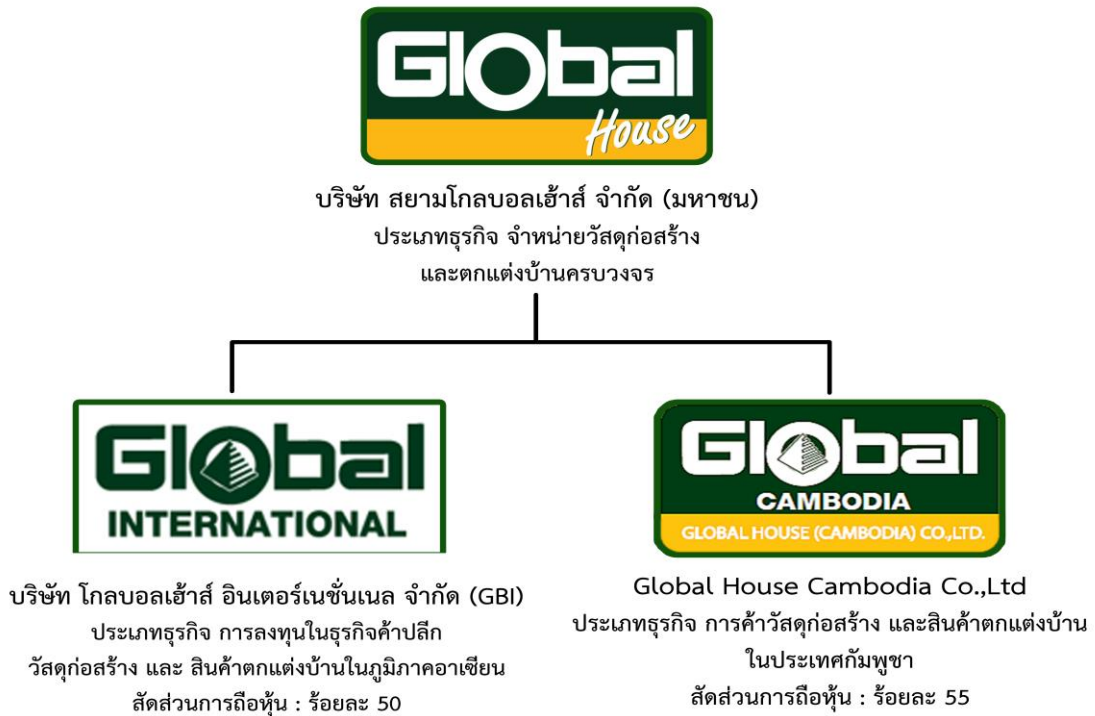 Global
House
บริษัท สยามโกลบอลเฮ้าส์ จำกัด (มหาชน)
ประเภทธุรกิจ จำหน่ายวัสดุก่อสร้าง
และตกแต่งบ้านครบวงจร
Global
INTERNATIONAL
บริษัท โกลบอลเฮ้าส์ อินเตอร์เนชั่นเนล จำกัด (GBI)
ประเภทธุรกิจ การลงทุนในธุรกิจค้าปลีก
วัสดุก่อสร้าง และ สินค้าตกแต่งบ้านในภูมิภาคอาเซียน
สัดส่วนการถือหุ้น : ร้อยละ 50
Global
CAMBODIA
GLOBAL HOUSE (CAMBODIA) CO.,LTD.
Global House Cambodia Co.,Ltd
ประเภทธุรกิจ การค้าวัสดุก่อสร้าง และสินค้าตกแต่งบ้าน
ในประเทศกัมพูชา
สัดส่วนการถือหุ้น : ร้อยละ 55